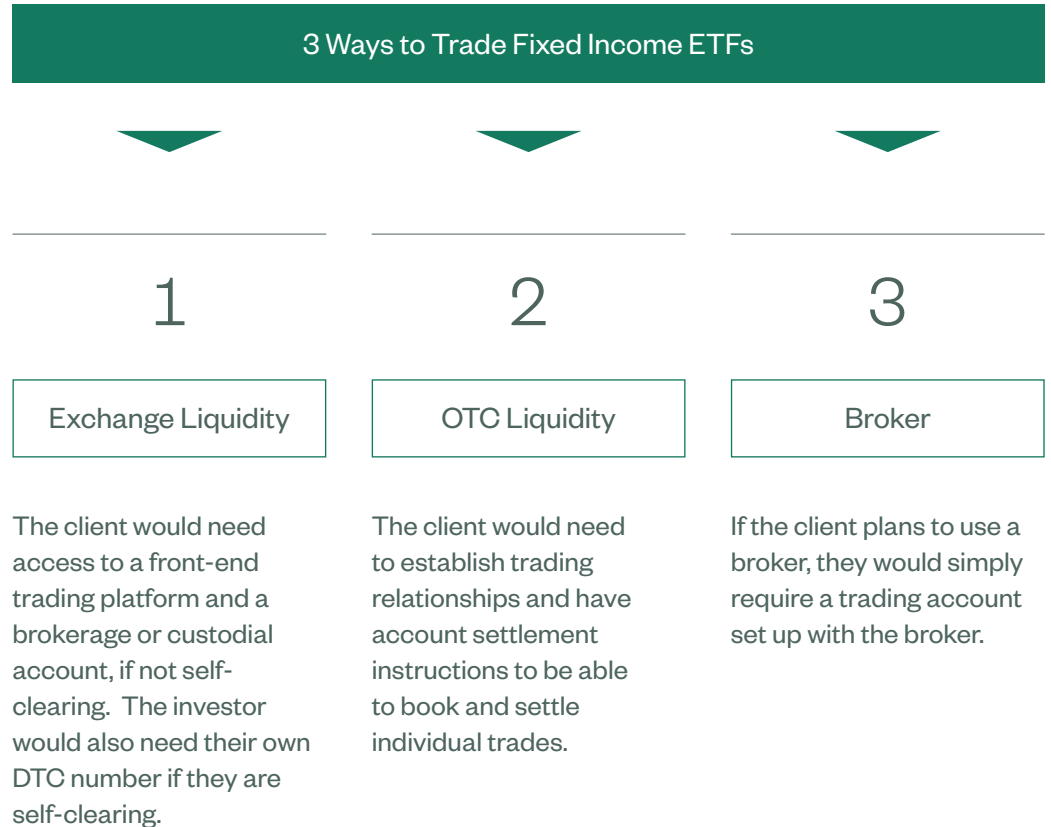 3 Ways to Trade Fixed Income ETFs
1
Exchange Liquidity
The client would need
access to a front-end
trading platform and a
brokerage or custodial
account, if not self-
clearing.  The investor
would also need their own
DTC number if they are
self-clearing.
2
OTC Liquidity
The client would need
to establish trading
relationships and have
account settlement
instructions to be able
to book and settle
individual trades.
3
Broker
If the client plans to use a
broker, they would simply
require a trading account
set up with the broker.